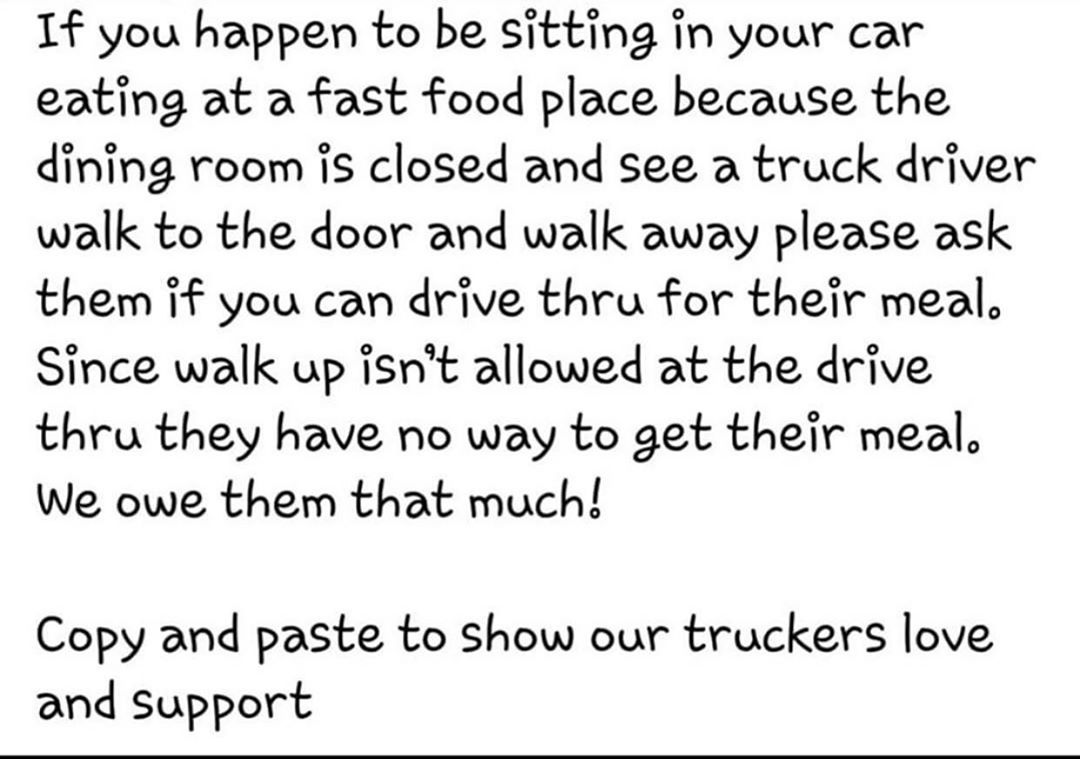 If you happen to be sitting in your car
eating at a fast food place because the
dining room is closed and see a truck driver
walk to the door and walk away please ask
them if you can drive thru for their meal.
Since walk up isn't allowed at the drive
thru they have no way to get their meal.
We owe them that much!
Copy and paste to show our truckers love
and support